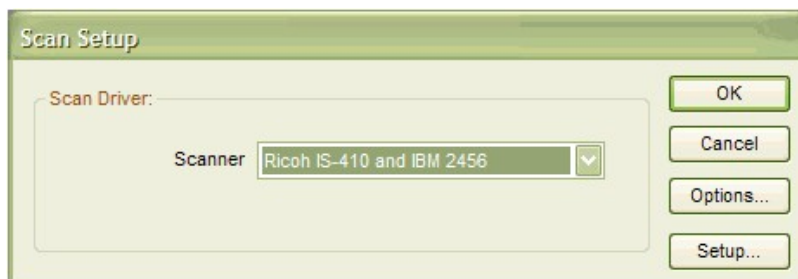 Scan Setup
Scan Driver:
OK
Scanner Ricoh IS-410 and IBM 2456
Cancel
Options...
Setup...